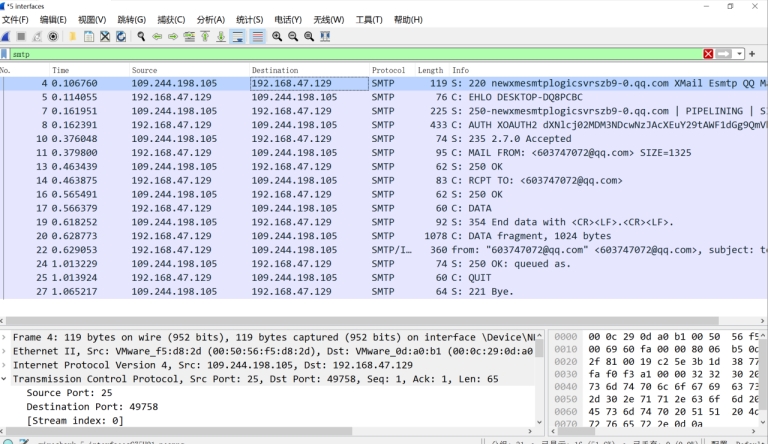 *5 interfaces
文件(F) 编辑(E) 视图(V) 跳转(G) 捕获(C) 分析(A) 统计(S) 电话(Y) 无线(W) 工具(T) 帮助(H)
smtp
No. Time Source Destination Protocol Length Info
4 0.106760 109.244.198.105 192.168.47.129 SMTP 119 S: 220 newxmesmtplogicsvrszb9-0.qq.com XMail Esmtp QQ Ma
5 0.114055 192.168.47.129 109.244.198.105 SMTP 76 C: EHLO DESKTOP-DQ8PCBC
7 0.161951 109.244.198.105 192.168.47.129 SMTP 225 S: 250-newxmesmtplogicsvrszb9-0.qq.com | PIPELINING | S
8 0.162391 192.168.47.129 109.244.198.105 SMTP 433 C: AUTH XOAUTH2 dXNlcj02MDM3NDcwNzJAcXEuY29tAWF1dGg9QmV
10 0.376048 109.244.198.105 192.168.47.129 SMTP 74 S: 235 2.7.0 Accepted
11 0.379800 192.168.47.129 109.244.198.105 SMTP 95 C: MAIL FROM: <603747072@qq.com> SIZE=1325
13 0.463439 109.244.198.105 192.168.47.129 SMTP 62 S: 250 OK
14 0.463875 192.168.47.129 109.244.198.105 SMTP 83 C: RCPT TO: <603747072@qq.com>
16 0.565491 109.244.198.105 192.168.47.129 SMTP 62 S: 250 OK
17 0.566379 192.168.47.129 109.244.198.105 SMTP 60 C: DATA
19 0.618252 109.244.198.105 192.168.47.129 SMTP 92 S: 354 End data with <CR><LF>.<CR><LF>.
20 0.628773 192.168.47.129 109.244.198.105 SMTP 1078 C: DATA fragment, 1024 bytes
22 0.629053 192.168.47.129 109.244.198.105 SMTP/I… 360 from: "603747072@qq.com" <603747072@qq.com>, subject: te
24 1.013229 109.244.198.105 192.168.47.129 SMTP 74 S: 250 OK: queued as.
25 1.013924 192.168.47.129 109.244.198.105 SMTP 60 C: QUIT
27 1.065217 109.244.198.105 192.168.47.129 SMTP 64 S: 221 Bye.
Frame 4: 119 bytes on wire (952 bits), 119 bytes captured (952 bits) on interface \Device\N
Ethernet II, Src: VMware_f5:d8:2d (00:50:56:f5:d8:2d), Dst: VMware_0d:a0:b1 (00:0c:29:0d:a0
Internet Protocol Version 4, Src: 109.244.198.105, Dst: 192.168.47.129
Transmission Control Protocol, Src Port: 25, Dst Port: 49758, Seq: 1, Ack: 1, Len: 65
Source Port: 25
Destination Port: 49758
[Stream index: 0]
0000 00 0c 29 0d a0 b1 00 50 56 f5
0010 00 69 60 fa 00 00 80 06 b5 0c
0020 2f 81 00 19 c2 5e 3b 1d 38 77
0030 fa f0 f3 a1 00 00 32 32 30 20
0040 73 6d 74 70 6c 6f 67 69 63 73
0050 2d 30 2e 71 71 2e 63 6f 6d 20
0060 45 73 6d 74 70 20 51 51 20 4d
0070 72 76 65 72 2e 0d 0a